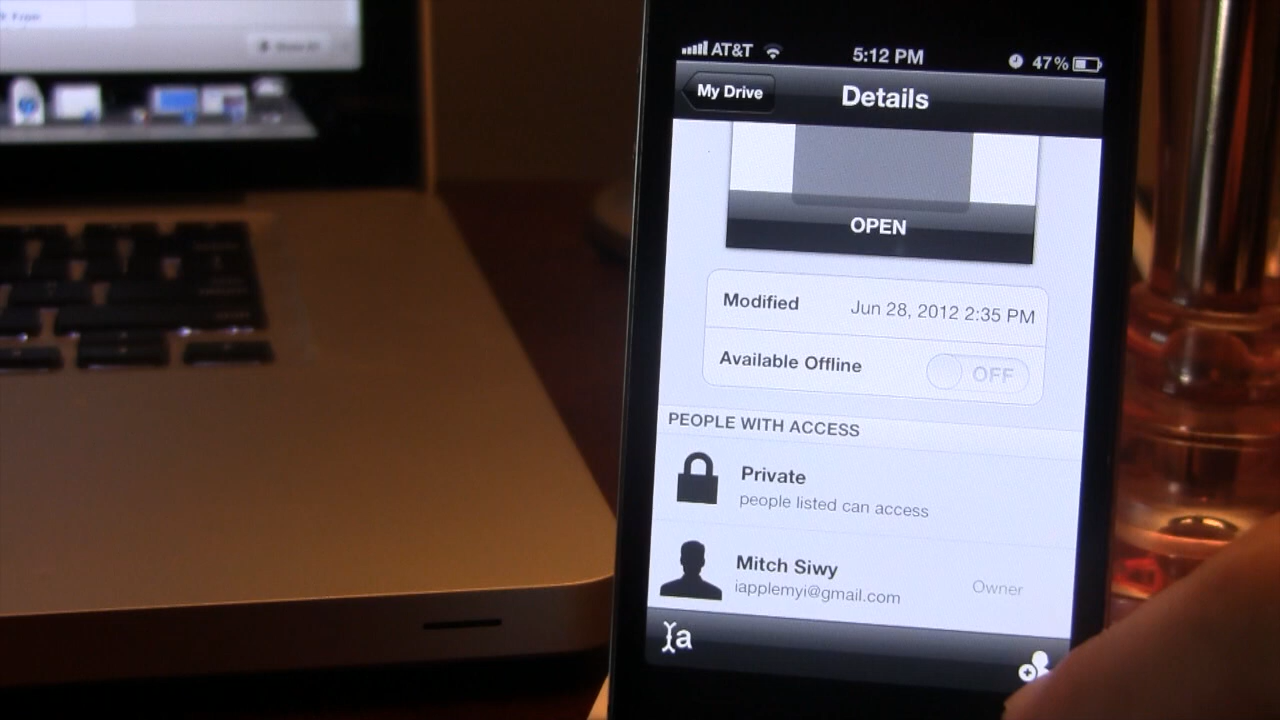 AT&T 5:12 PM 47%
My Drive Details
OPEN
Modified Jun 28, 2012 2:35 PM
Available Offline OFF
PEOPLE WITH ACCESS
Private
people listed can access
Mitch Siwy
iapplemyi@gmail.com Owner
a